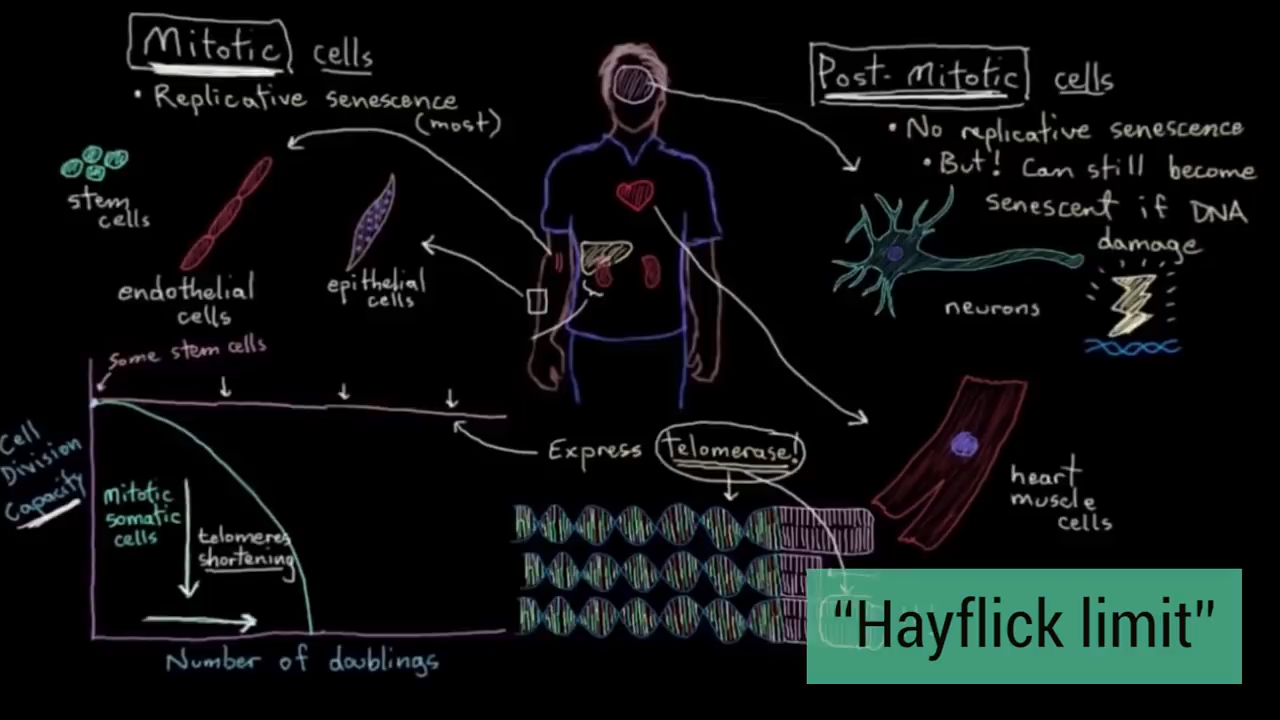 Mitotic cells
• Replicative senescence
(most)
stem
cells
endothelial
cells
epithelial
cells
Post-Mitotic cells
• No replicative senescence
• But! Can still become
senescent if DNA
damage
neurons
heart
muscle
cells
Some stem cells
Cell
Division
Capacity
mitotic
somatic
cells
telomeres
shortening
Number of doublings
Express telomerase!
“Hayflick limit”